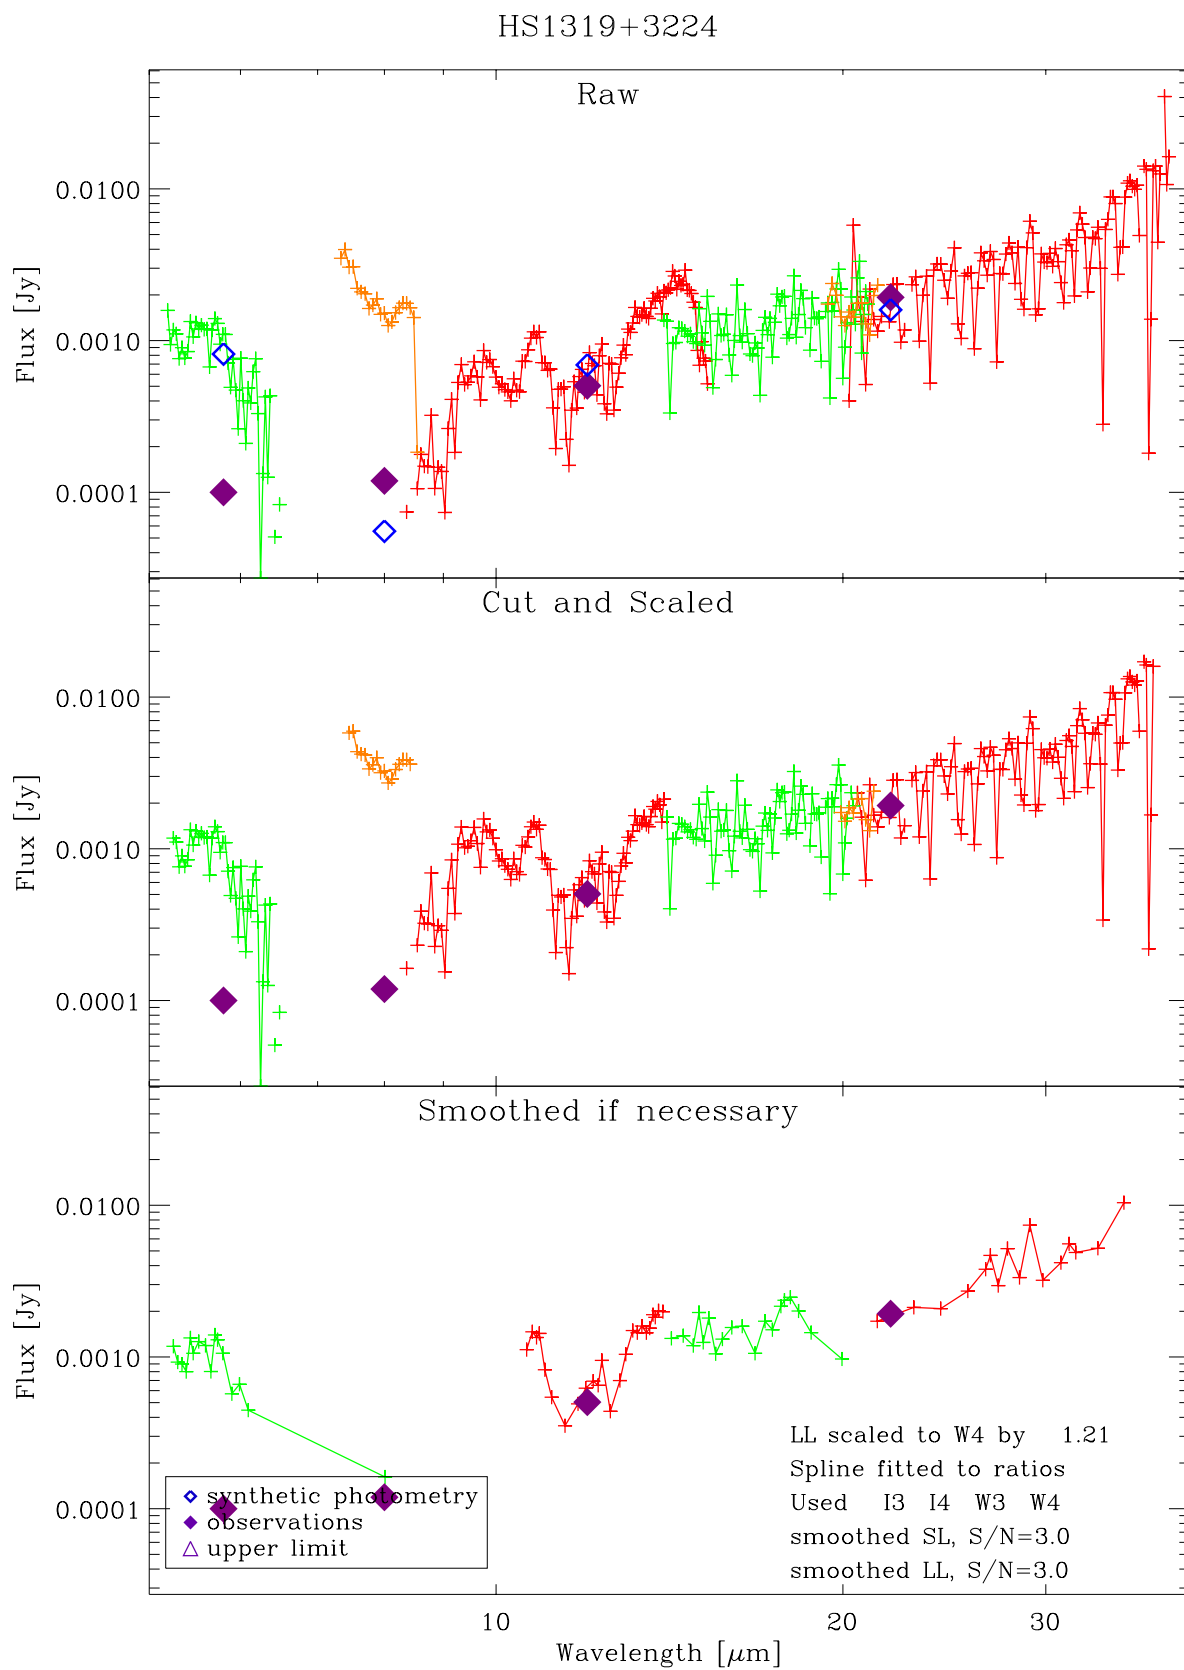 HS1319+3224
Raw
0.0100
0.0010
0.0001
Flux [Jy]
Cut and Scaled
0.0100
0.0010
0.0001
Flux [Jy]
Smoothed if necessary
0.0100
0.0010
0.0001
Flux [Jy]
synthetic photometry
observations
upper limit
LL scaled to W4 by 1.21
Spline fitted to ratios
Used I3 I4 W3 W4
smoothed SL, S/N=3.0
smoothed LL, S/N=3.0
10 20 30
Wavelength [μm]